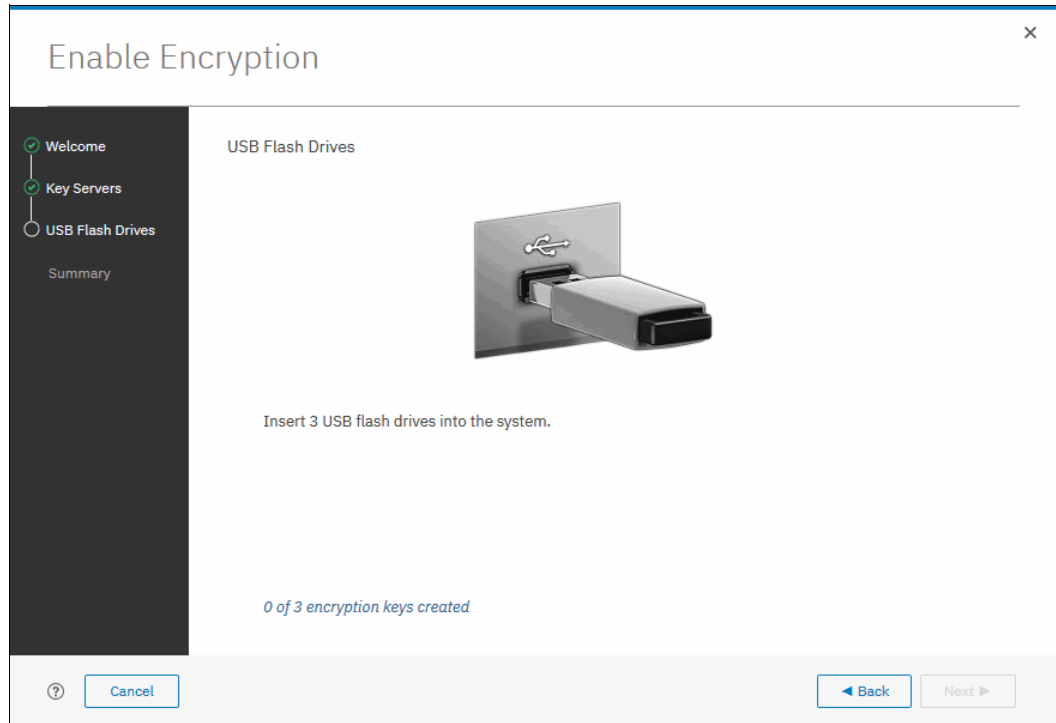 Enable Encryption
Welcome
Key Servers
USB Flash Drives
Summary
USB Flash Drives
Insert 3 USB flash drives into the system.
0 of 3 encryption keys created
?
Cancel
◀ Back
Next ▶